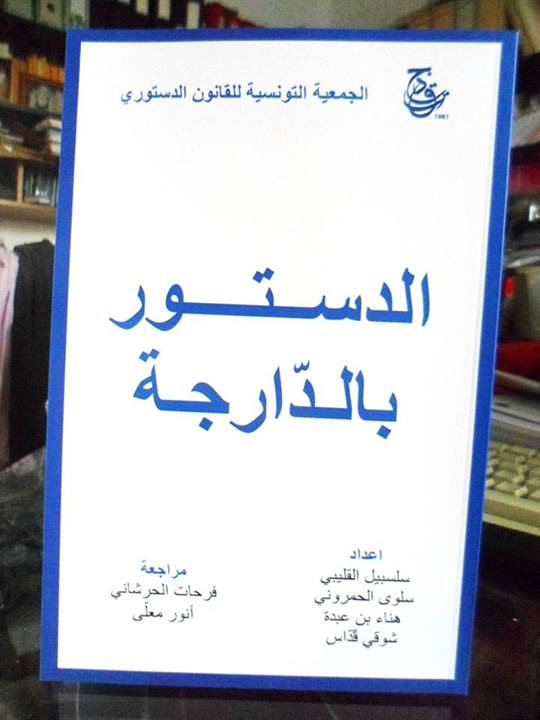 الجمعية التونسية للقانون الدستوري
1981
الدستور
بالدّارجة
اعداد
سلسبيل القليبي
سلوى الحمروني
هناء بن عبدة
شوقي قدّاس
مراجعة
فرحات الحرشاني
أنور معلّى